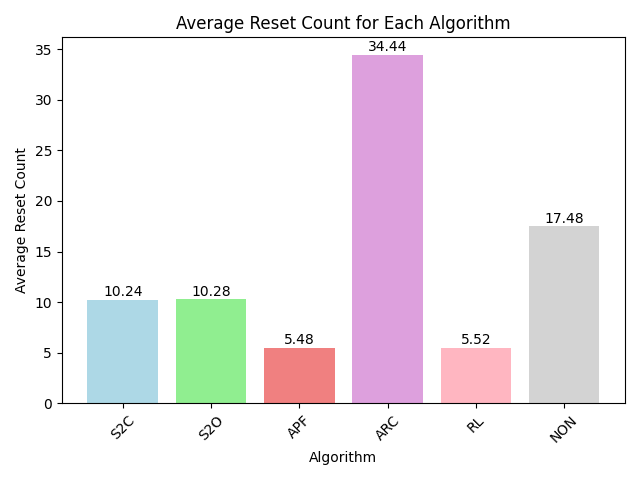 Average Reset Count for Each Algorithm
Average Reset Count
35
30
25
20
15
10
5
0
10.24
10.28
5.48
34.44
5.52
17.48
S2C
S2O
APF
ARC
RL
NON
Algorithm